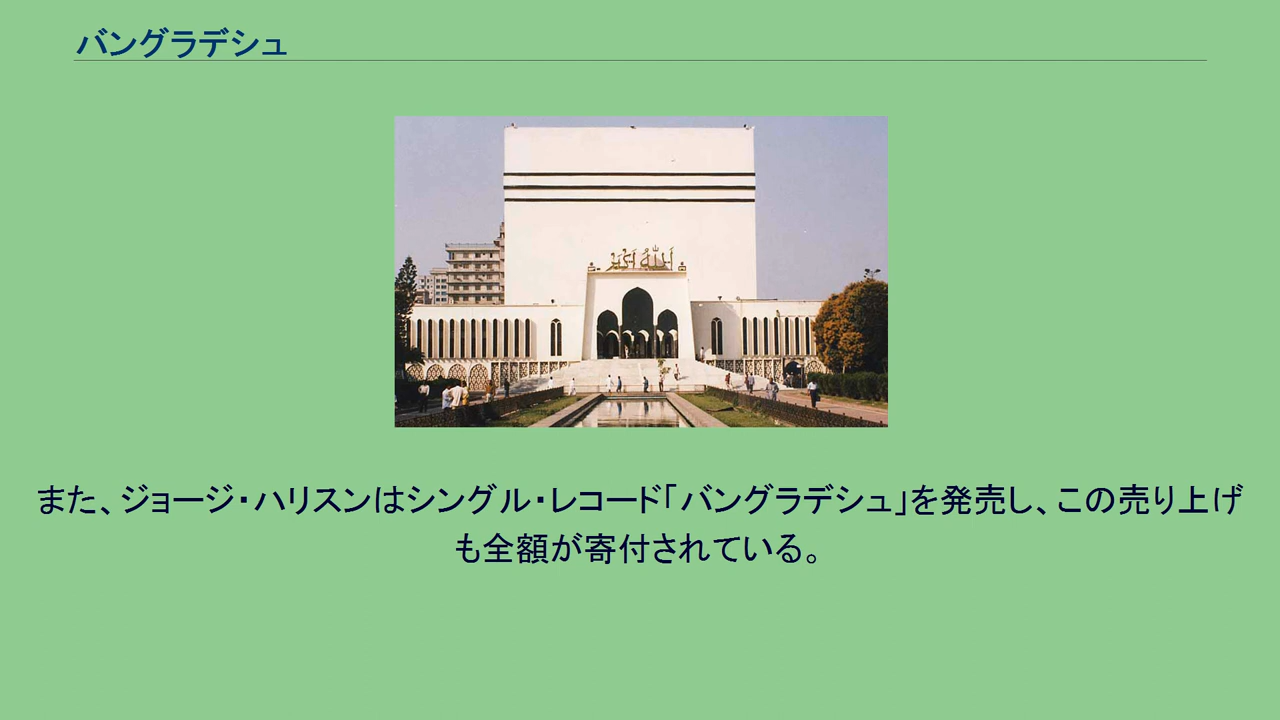 バングラデシュ
また、ジョージ・ハリスンはシングル・レコード「バングラデシュ」を発売し、この売り上げ
も全額が寄付されている。